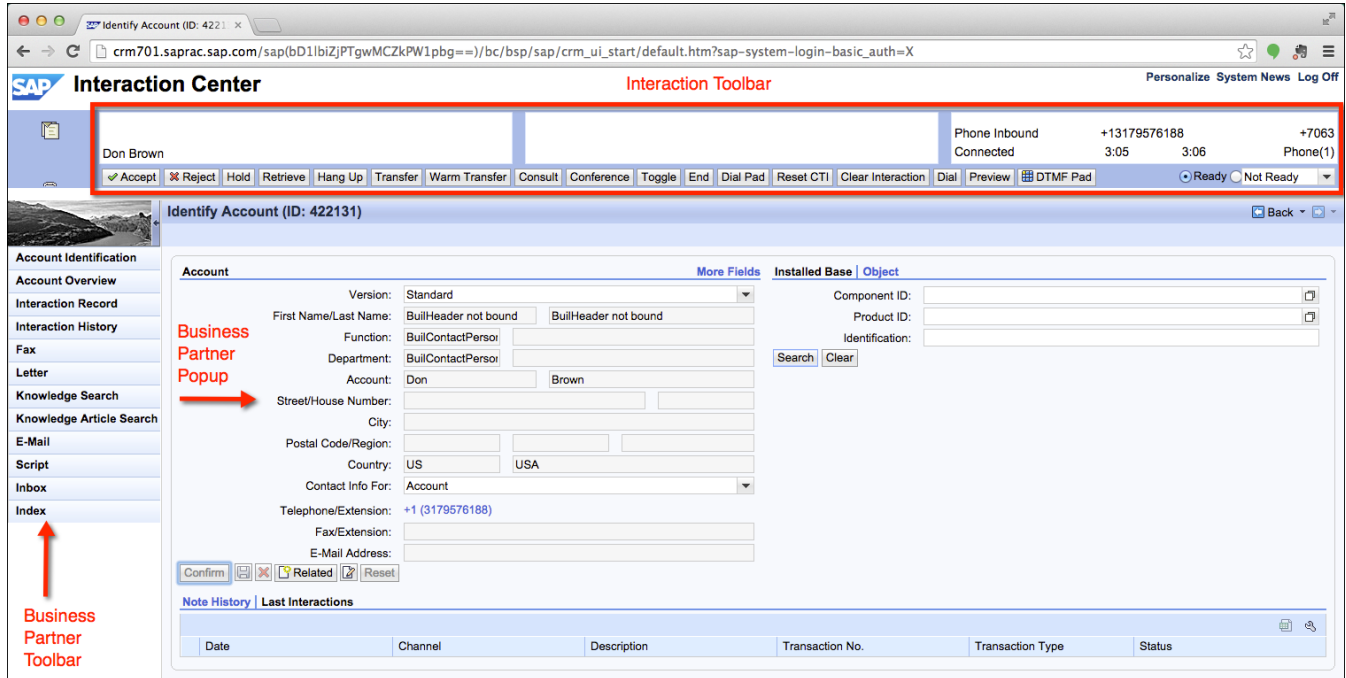 Identify Account (ID: 4221
crm701.saprac.sap.com/sap(bD1lbiZjPTgwMCZkPW1pbg==)/bc/bsp/sap/crm_ui_start/default.htm?sap-system-login-basic_auth=X
SAP Interaction Center
Interaction Toolbar
Personalize System News Log Off
Phone Inbound +13179576188 +7063
Don Brown
Connected 3:05 3:06 Phone(1)
Accept Reject Hold Retrieve Hang Up Transfer Warm Transfer Consult Conference Toggle End Dial Pad Reset CTI Clear Interaction Dial Preview DTMF Pad Ready Not Ready
Identify Account (ID: 422131)
Back
Account Identification
Account Overview
Interaction Record
Interaction History
Fax
Letter
Knowledge Search
Knowledge Article Search
E-Mail
Script
Inbox
Index
Business
Partner
Toolbar
Account More Fields
Version: Standard
First Name/Last Name: BuilHeader not bound BuilHeader not bound
Function: BuilContactPersor
Department: BuilContactPersor
Account: Don Brown
Street/House Number:
City:
Postal Code/Region:
Country: US USA
Contact Info For: Account
Telephone/Extension: +1 (3179576188)
Fax/Extension:
E-Mail Address:
Business
Partner
Popup
Confirm Related Reset
Installed Base Object
Component ID:
Product ID:
Identification:
Search Clear
Note History Last Interactions
Date Channel Description Transaction No. Transaction Type Status